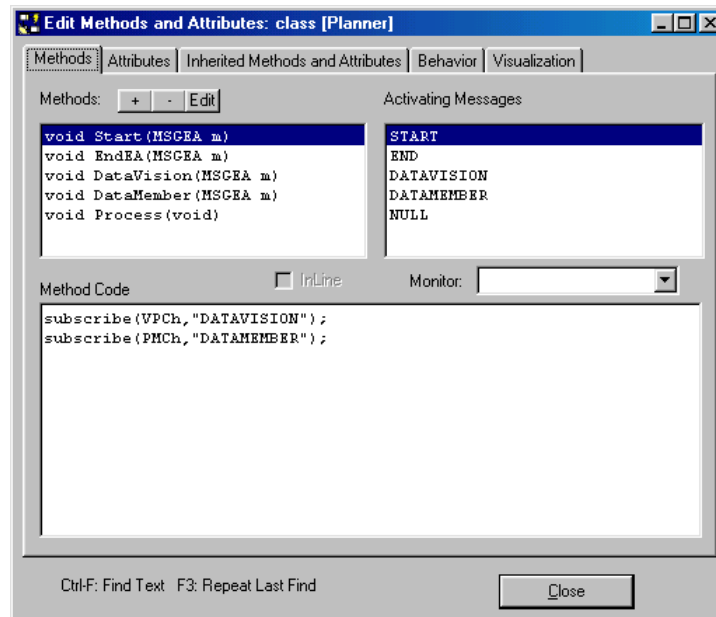 Edit Methods and Attributes: class [Planner]
Methods Attributes Inherited Methods and Attributes Behavior Visualization
Methods: + - Edit
Activating Messages
void Start(MSGEA m)
void EndEA(MSGEA m)
void DataVision(MSGEA m)
void DataMember(MSGEA m)
void Process(void)
START
END
DATAVISION
DATAMEMBER
NULL
Method Code
InLine
Monitor:
subscribe(VPCh,"DATAVISION");
subscribe(PMCh,"DATAMEMBER");
Ctrl-F: Find Text F3: Repeat Last Find
Close